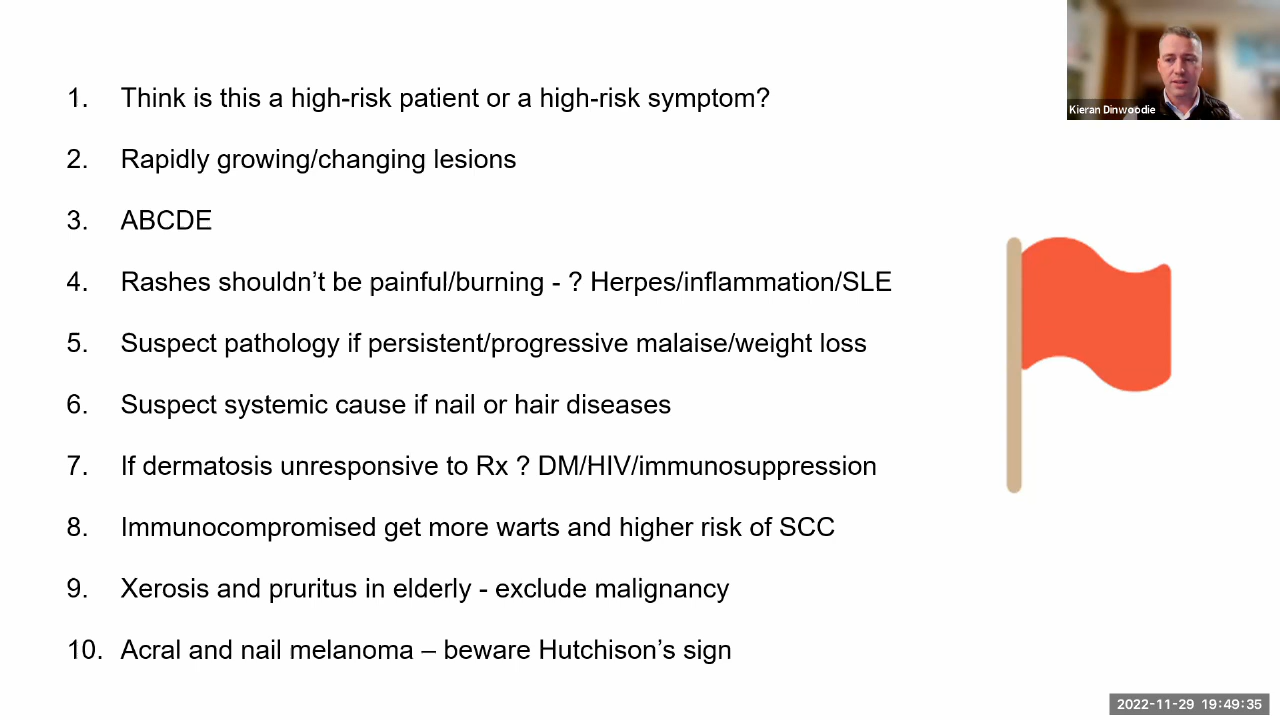 1. Think is this a high-risk patient or a high-risk symptom?
2. Rapidly growing/changing lesions
3. ABCDE
4. Rashes shouldn’t be painful/burning - ? Herpes/inflammation/SLE
5. Suspect pathology if persistent/progressive malaise/weight loss
6. Suspect systemic cause if nail or hair diseases
7. If dermatosis unresponsive to Rx ? DM/HIV/immunosuppression
8. Immunocompromised get more warts and higher risk of SCC
9. Xerosis and pruritus in elderly - exclude malignancy
10. Acral and nail melanoma – beware Hutchison’s sign
Kieran Dinwoodie
2022-11-29 19:49:35